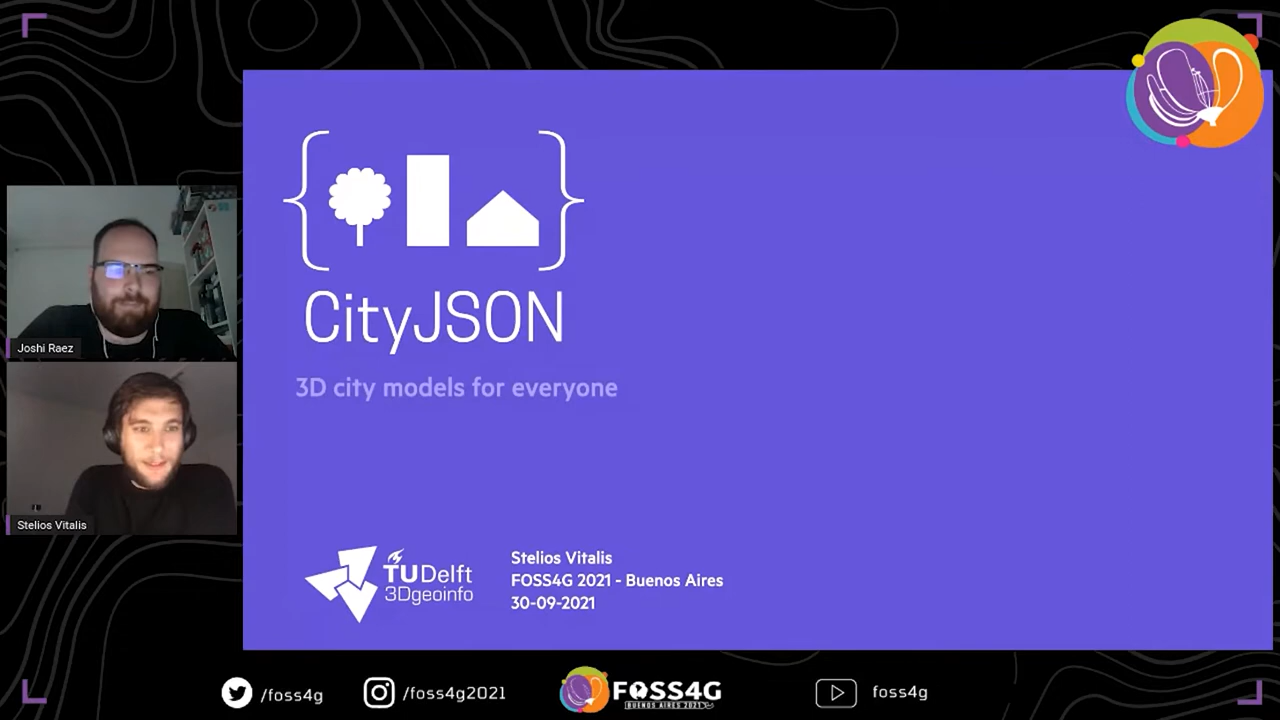 CityJSON
3D city models for everyone
Joshi Raez
Stelios Vitalis
TUDelft
3Dgeoinfo
Stelios Vitalis
FOSS4G 2021 - Buenos Aires
30-09-2021
/foss4g
/foss4g2021
FOSS4G
BUENOS AIRES 2021
foss4g